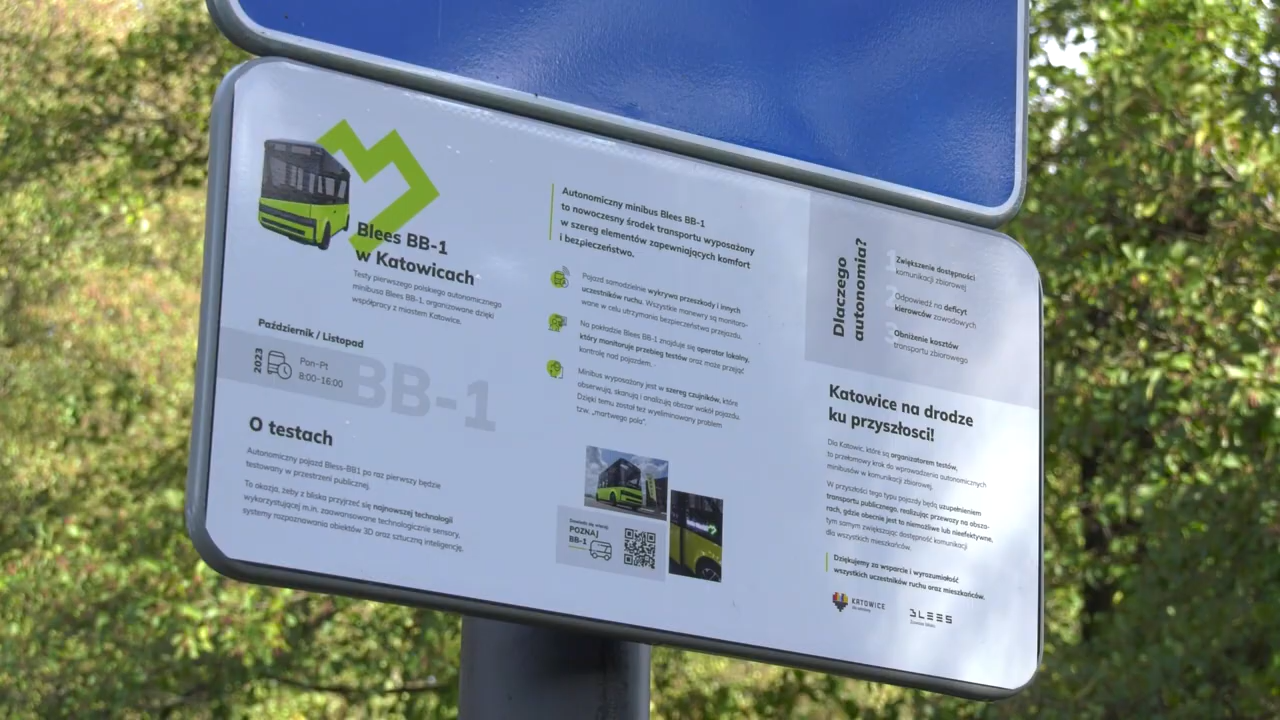 Blees BB-1
w Katowicach
Testy pierwszego polskiego autonomicznego
minibusa Blees BB-1, organizowane dzięki
współpracy z miastem Katowice.
Październik / Listopad
2023
Pon-Pt
8:00-16:00
BB-1
O testach
Autonomiczny pojazd Bless-BB1 po raz pierwszy będzie
testowany w przestrzeni publicznej.
To okazja, żeby z bliska przyjrzeć się najnowszej technologii
wykorzystującej m.in. zaawansowane technologicznie sensory,
systemy rozpoznawania obiektów 3D oraz sztuczną inteligencję.
Autonomiczny minibus Blees BB-1
to nowoczesny środek transportu wyposażony
w szereg elementów zapewniających komfort
i bezpieczeństwo.
Pojazd samodzielnie wykrywa przeszkody i innych
uczestników ruchu. Wszystkie manewry są monitoro-
wane w celu utrzymania bezpieczeństwa przejazdu.
Na pokładzie Blees BB-1 znajduje się operator lokalny,
który monitoruje przebieg testów oraz może przejąć
kontrolę nad pojazdem.
Minibus wyposażony jest w szereg czujników, które
obserwują, skanują i analizują obszar wokół pojazdu.
Dzięki temu został też wyeliminowany problem
tzw. „martwego pola".
Dowiedz się więcej
POZNAJ
BB-1
Dlaczego
autonomia?
1
Zwiększenie dostępności
komunikacji zbiorowej
2
Odpowiedź na deficyt
kierowców zawodowych
3
Obniżenie kosztów
transportu zbiorowego
Katowice na drodze
ku przyszłosci!
Dla Katowic, które są organizatorem testów,
to przełomowy krok do wprowadzenia autonomicznych
minibusów w komunikacji zbiorowej.
W przyszłości tego typu pojazdy będą uzupełnieniem
transportu publicznego, realizując przewozy na obsza-
rach, gdzie obecnie jest to niemożliwe lub nieefektywne,
tym samym zwiększając dostępność komunikacji
dla wszystkich mieszkańców.
Dziękujemy za wsparcie i wyrozumiałość
wszystkich uczestników ruchu oraz mieszkańców.
KATOWICE
BLEES